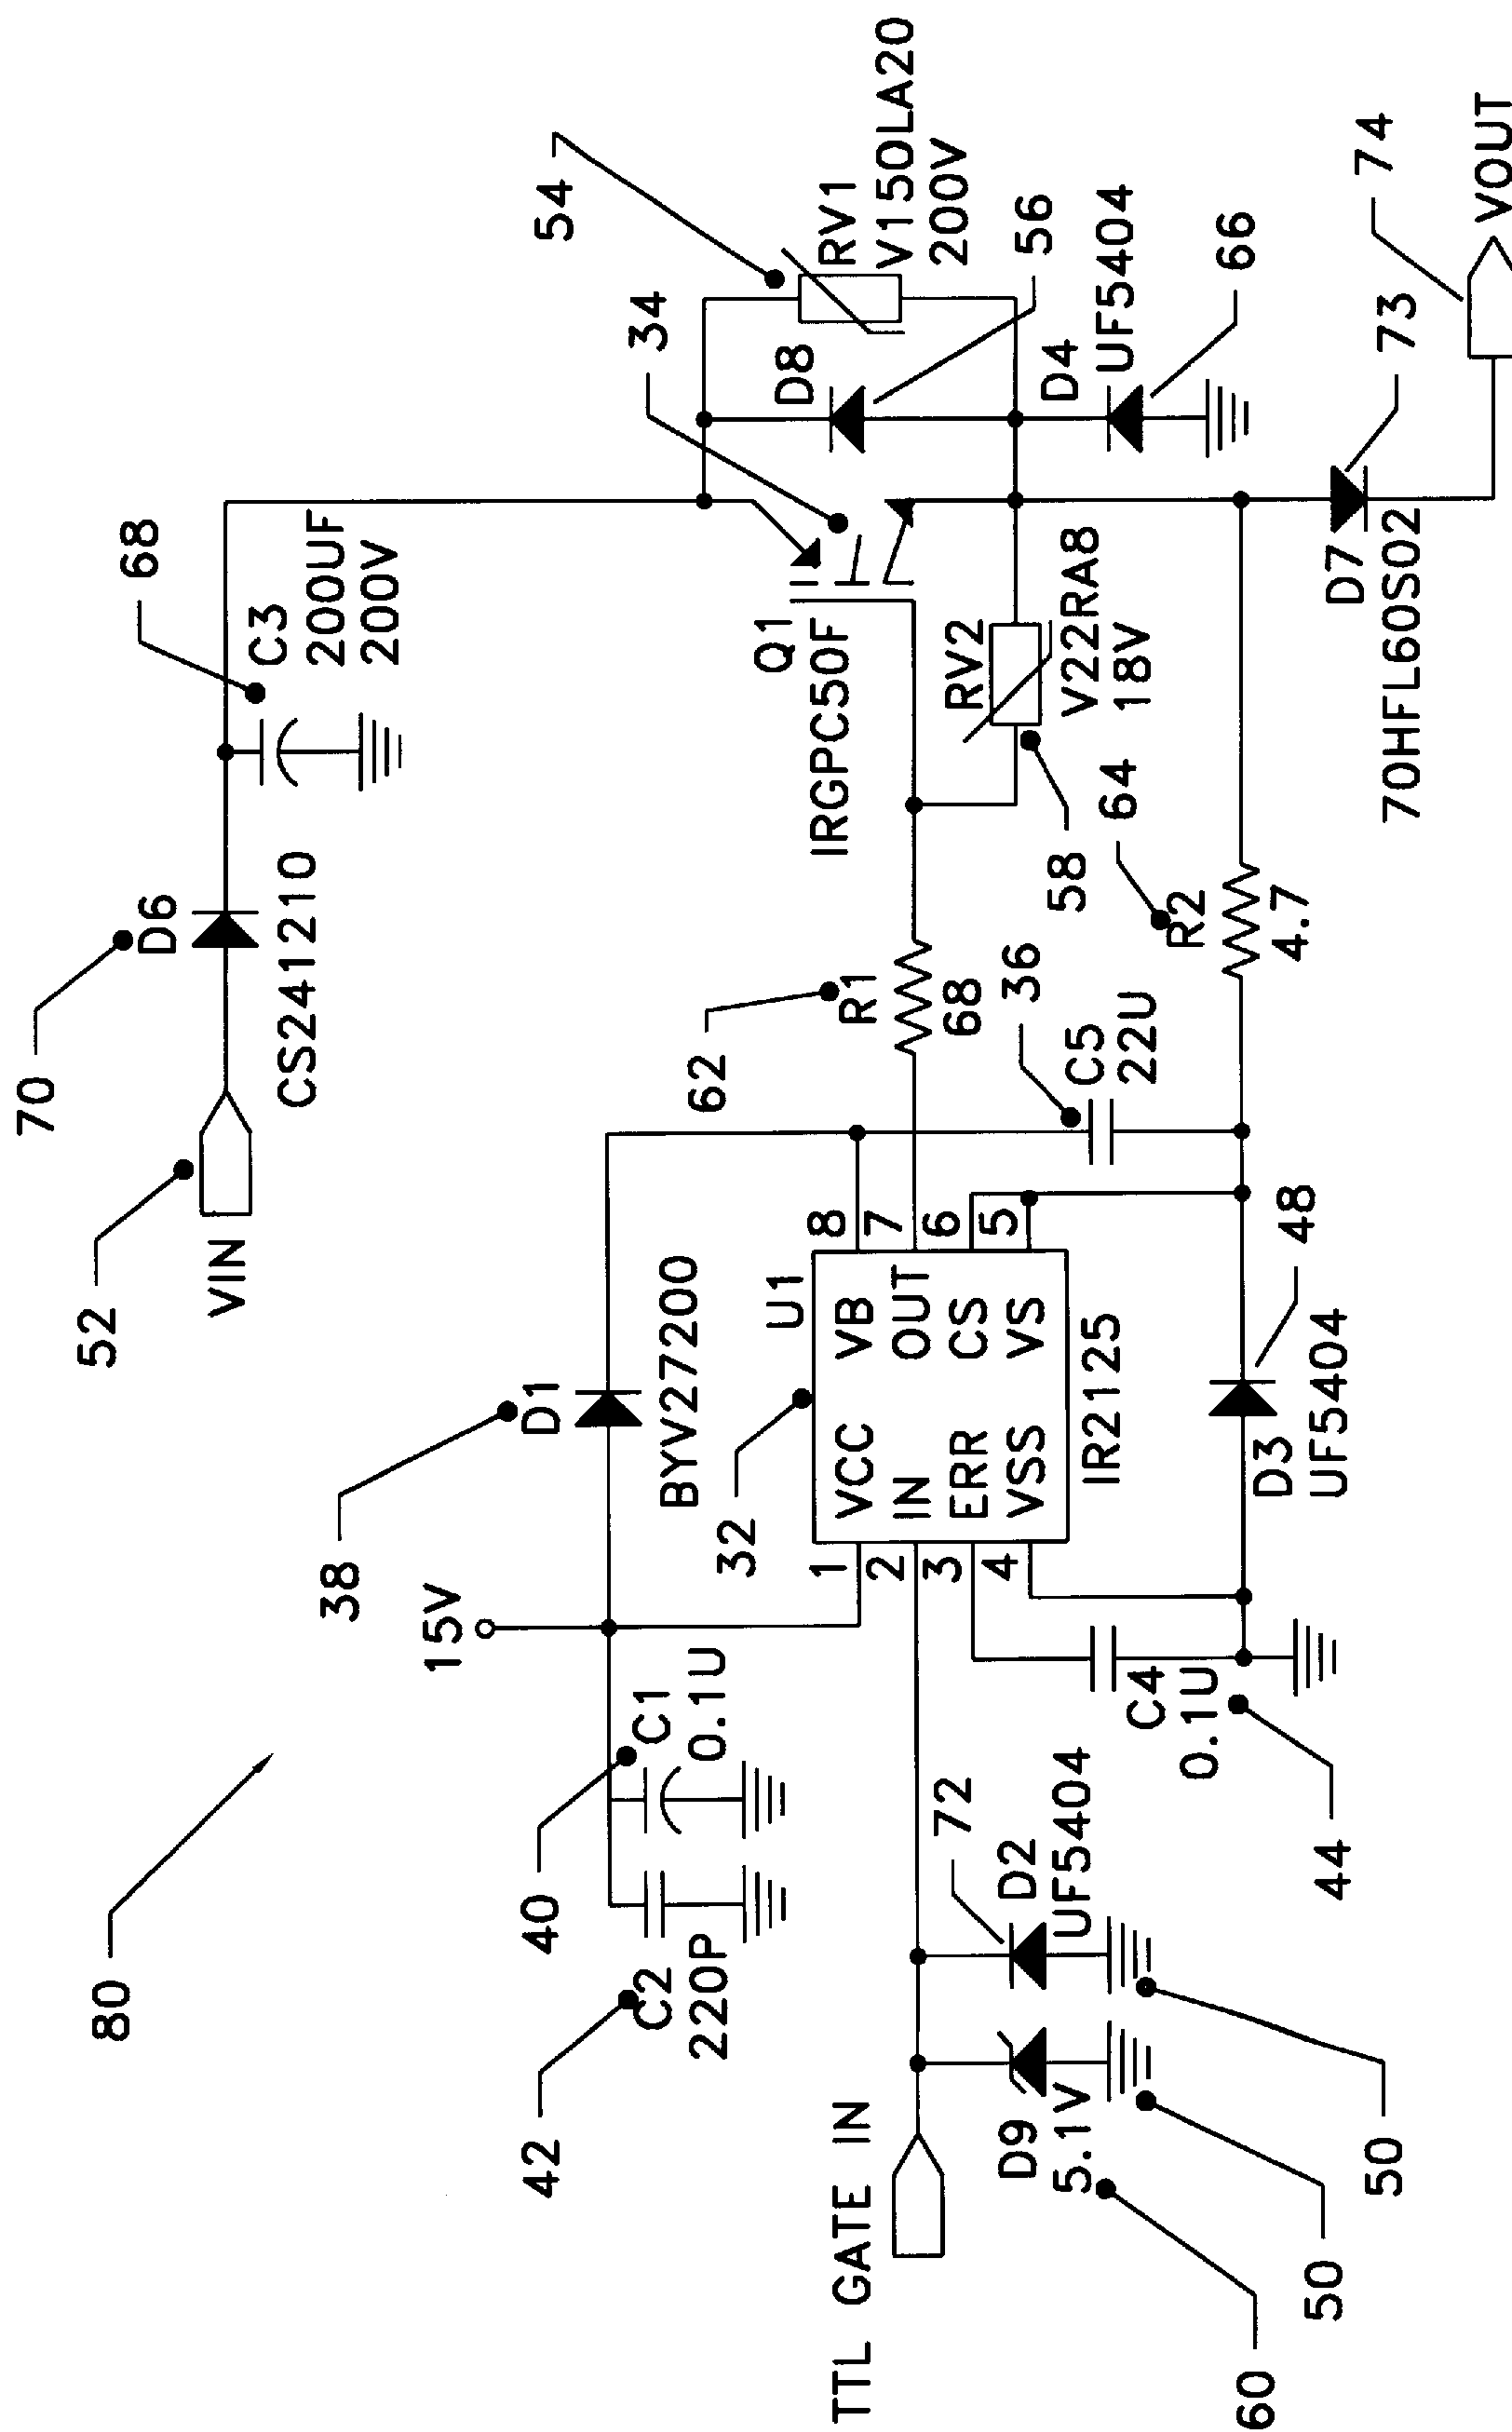 80
70
52
VIN
D6
CS241210
68
C3
200UF
200V
38
15V
D1
BYV27200
42
C2
220P
40
C1
0.1U
32
U1
1
2
3
4
VCC
IN
ERR
VSS
VB
OUT
CS
VS
8
7
6
5
IR2125
62
R1
68
36
C5
22U
34
Q1
IRGPC50F
54
RV1
V150LA20
200V
D8
56
RV2
V22RA8
18V
58
D4
UF5404
66
64
R2
4.7
TTL GATE IN
D9
5.1V
60
50
72
D2
UF5404
50
C4
0.1U
44
D3
UF5404
48
D7
70HFL60S02
73
74
VOUT